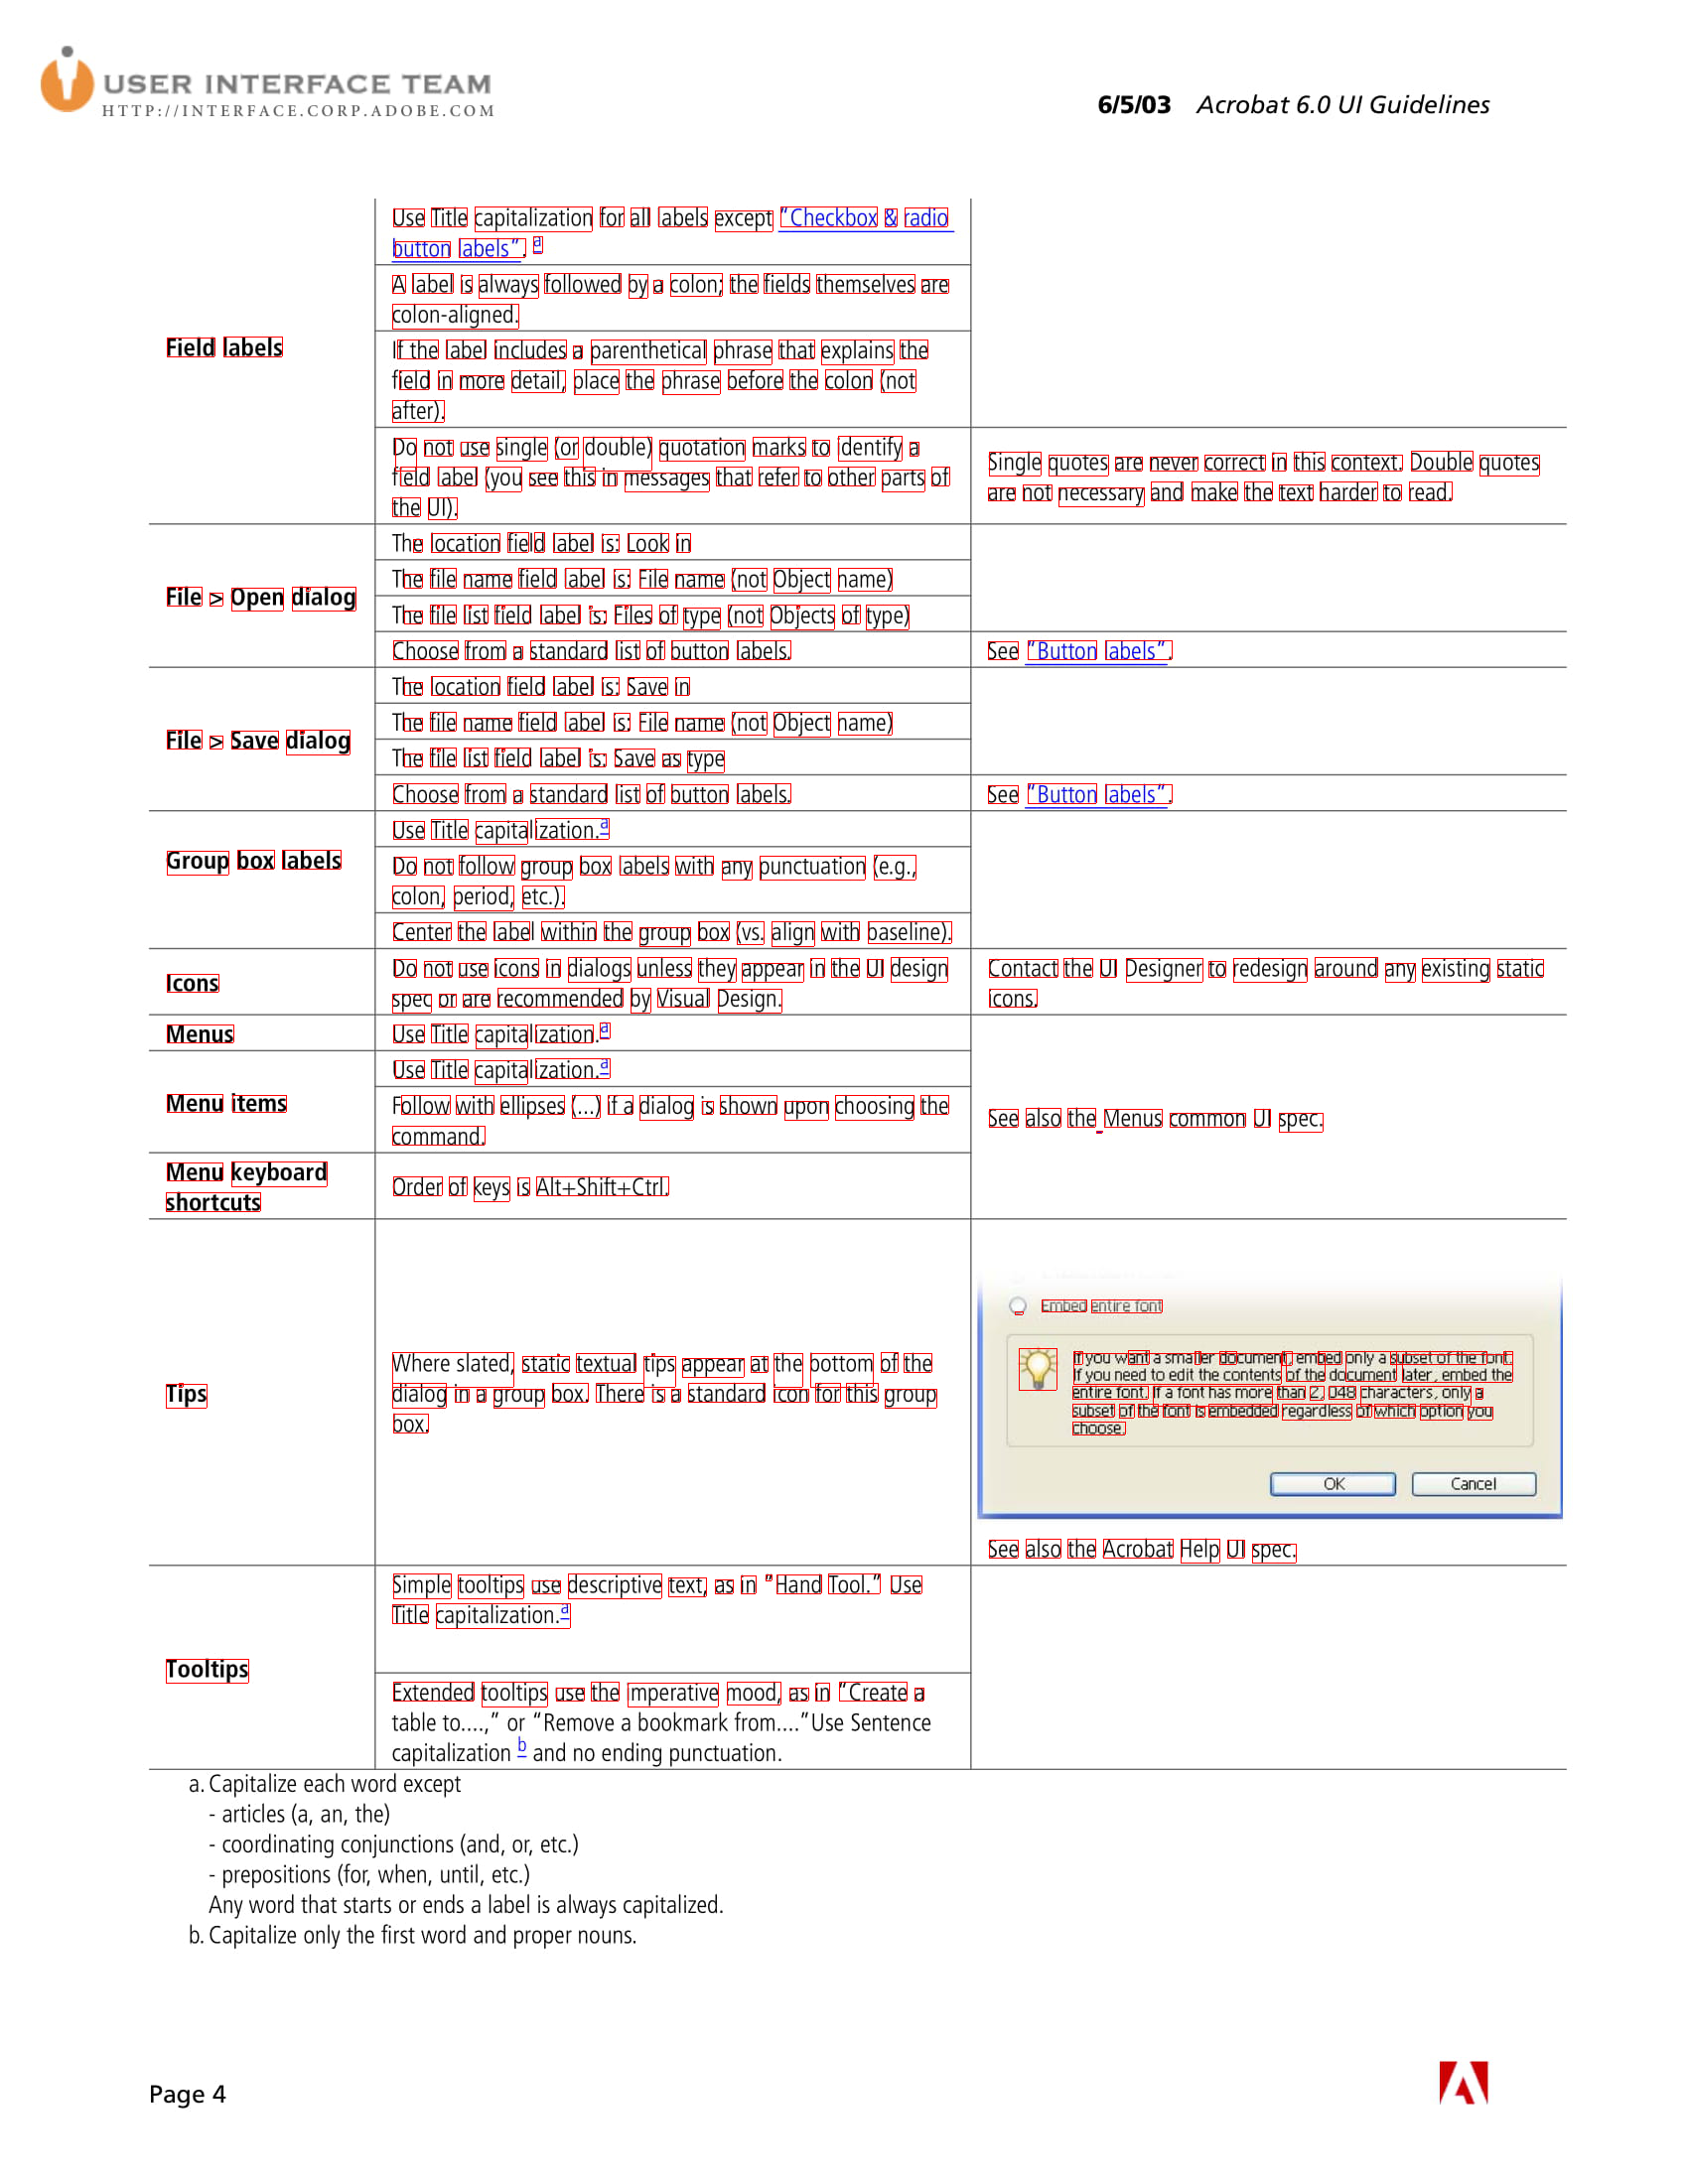 USER INTERFACE TEAM
HTTP://INTERFACE.CORP.ADOBE.COM
6/5/03 Acrobat 6.0 UI Guidelines
Field labels
Use Title capitalization for all labels except “Checkbox & radio
button labels”. a
A label is always followed by a colon; the fields themselves are
colon-aligned.
If the label includes a parenthetical phrase that explains the
field in more detail, place the phrase before the colon (not
after).
Do not use single (or double) quotation marks to identify a
field label (you see this in messages that refer to other parts of
the UI).
Single quotes are never correct in this context. Double quotes
are not necessary and make the text harder to read.
File > Open dialog
The location field label is: Look in
The file name field label is: File name (not Object name)
The file list field label is: Files of type (not Objects of type)
Choose from a standard list of button labels.
See “Button labels”.
File > Save dialog
The location field label is: Save in
The file name field label is: File name (not Object name)
The file list field label is: Save as type
Choose from a standard list of button labels.
See “Button labels”.
Group box labels
Use Title capitalization.a
Do not follow group box labels with any punctuation (e.g.,
colon, period, etc.).
Center the label within the group box (vs. align with baseline).
Icons
Do not use icons in dialogs unless they appear in the UI design
spec or are recommended by Visual Design.
Contact the UI Designer to redesign around any existing static
icons.
Menus
Use Title capitalization.a
Menu items
Use Title capitalization.a
Follow with ellipses (...) if a dialog is shown upon choosing the
command.
See also the Menus common UI spec.
Menu keyboard
shortcuts
Order of keys is Alt+Shift+Ctrl.
Tips
Where slated, static textual tips appear at the bottom of the
dialog in a group box. There is a standard icon for this group
box.
Embed entire font
If you want a smaller document, embed only a subset of the font.
If you need to edit the contents of the document later, embed the
entire font. If a font has more than 2,048 characters, only a
subset of the font is embedded regardless of which option you
choose.
OK
Cancel
See also the Acrobat Help UI spec.
Tooltips
Simple tooltips use descriptive text, as in “Hand Tool.” Use
Title capitalization.a
Extended tooltips use the imperative mood, as in “Create a
table to....,” or “Remove a bookmark from....”Use Sentence
capitalization b and no ending punctuation.
a. Capitalize each word except
- articles (a, an, the)
- coordinating conjunctions (and, or, etc.)
- prepositions (for, when, until, etc.)
Any word that starts or ends a label is always capitalized.
b. Capitalize only the first word and proper nouns.
Page 4